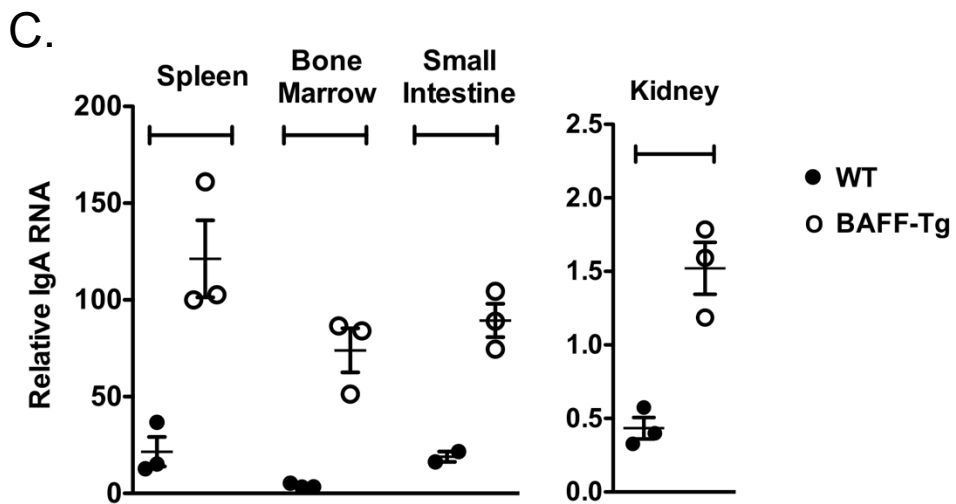 C.
Spleen
Bone
Marrow
Small
Intestine
Kidney
Relative IgA RNA
200
150
100
50
0
2.5
2.0
1.5
1.0
0.5
0.0
WT
BAFF-Tg